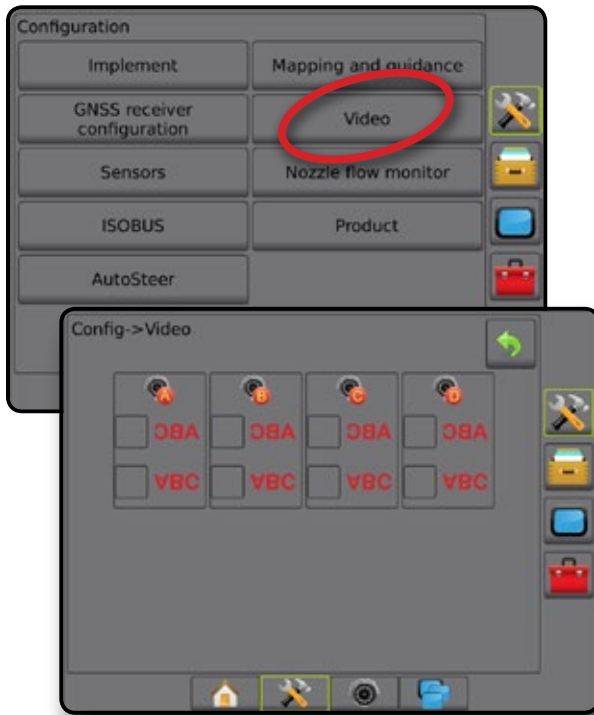 Configuration
Implement
Mapping and guidance
GNSS receiver
configuration
Video
Sensors
Nozzle flow monitor
ISOBUS
Product
AutoSteer
Config->Video
A B C D
ABC ABC ABC ABC
ABC ABC ABC ABC